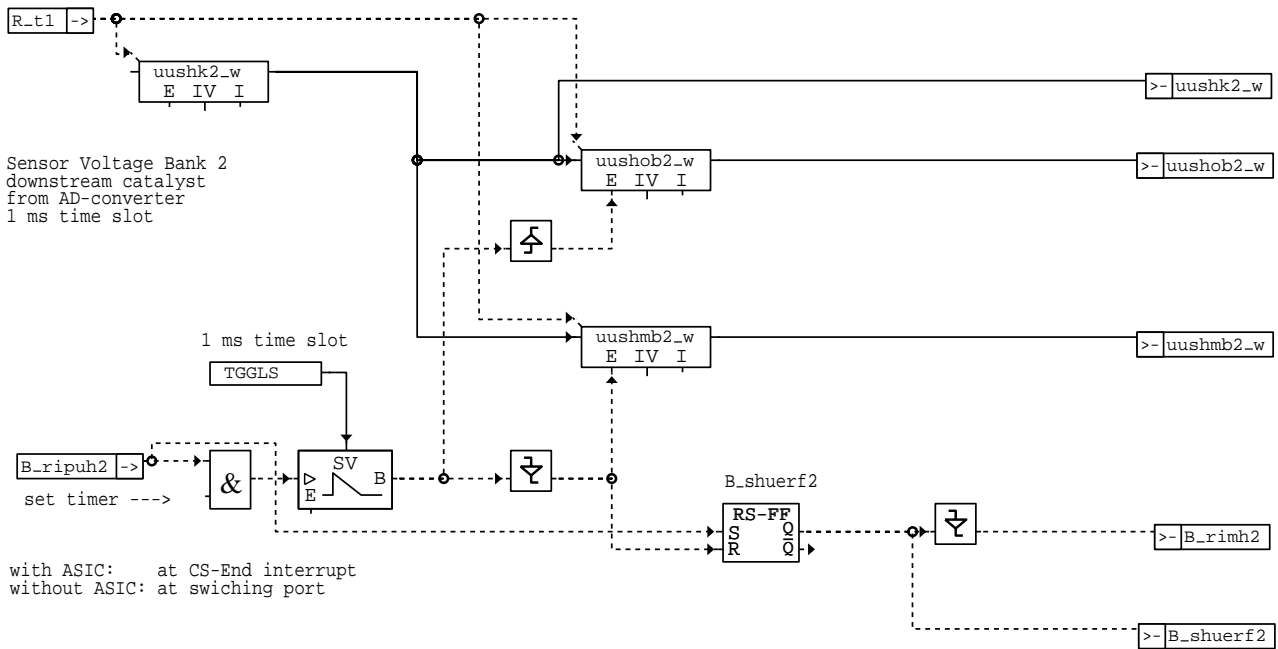 R_t1 ->
uushk2_w
E IV I
>- uushk2_w
Sensor Voltage Bank 2
downstream catalyst
from AD-converter
1 ms time slot
uushob2_w
E IV I
>- uushob2_w
1 ms time slot
TGGLS
uushmb2_w
E IV I
>- uushmb2_w
B_ripuh2 ->
set timer --->
&
SV
B
E
B_shuerf2
RS-FF
S Q
R Q
>- B_rimh2
with ASIC: at CS-End interrupt
without ASIC: at swiching port
>- B_shuerf2